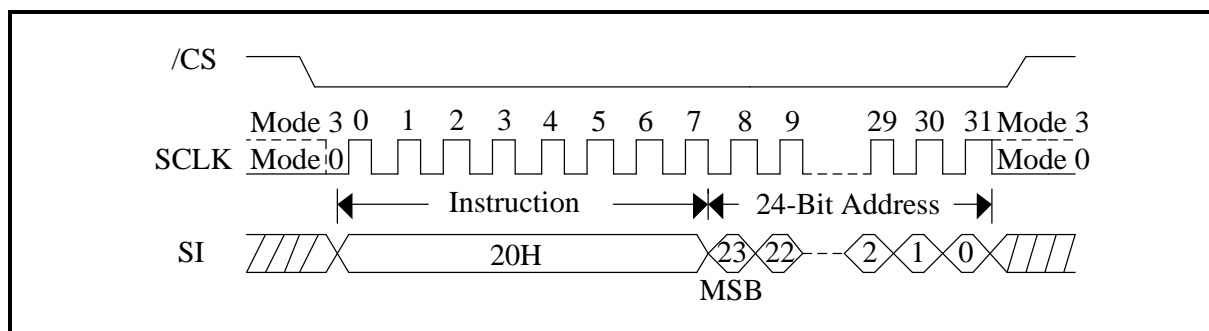 /CS
Mode 3 0 1 2 3 4 5 6 7 8 9 29 30 31 Mode 3
SCLK Mode 0 Mode 0
Instruction 24-Bit Address
SI 20H 23 22 2 1 0
MSB